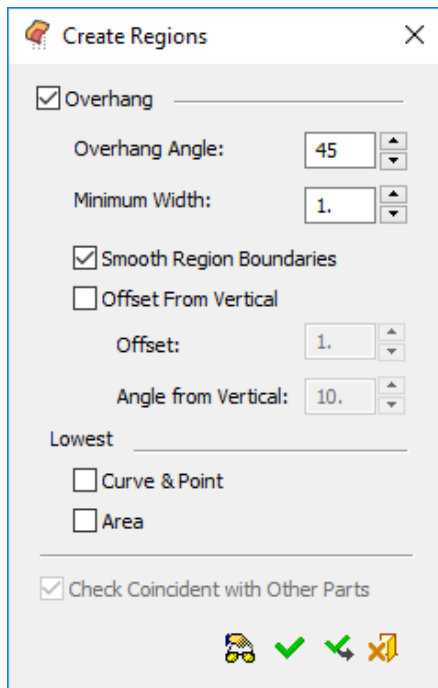 Create Regions
Overhang
Overhang Angle: 45
Minimum Width: 1.
Smooth Region Boundaries
Offset From Vertical
Offset: 1.
Angle from Vertical: 10.
Lowest
Curve & Point
Area
Check Coincident with Other Parts